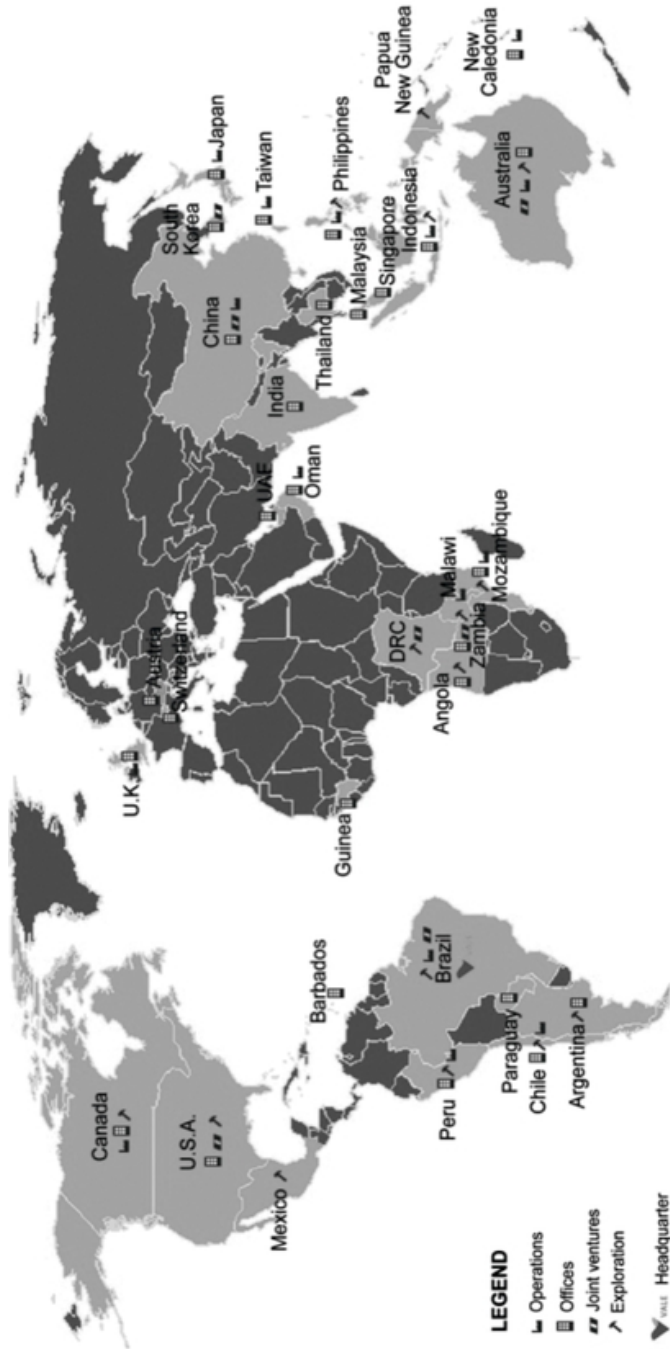 Canada
U.S.A.
Mexico
Barbados
Peru
Brazil
VALE
Paraguay
Chile
Argentina
U.K.
Austria
Switzerland
Guinea
DRC
Angola
Zambia
Malawi
Mozambique
UAE
Oman
India
China
Thailand
South
Korea
Japan
Taiwan
Philippines
Malaysia
Singapore
Indonesia
Papua
New Guinea
New
Caledonia
Australia
LEGEND
Operations
Offices
Joint ventures
Exploration
VALE Headquarter